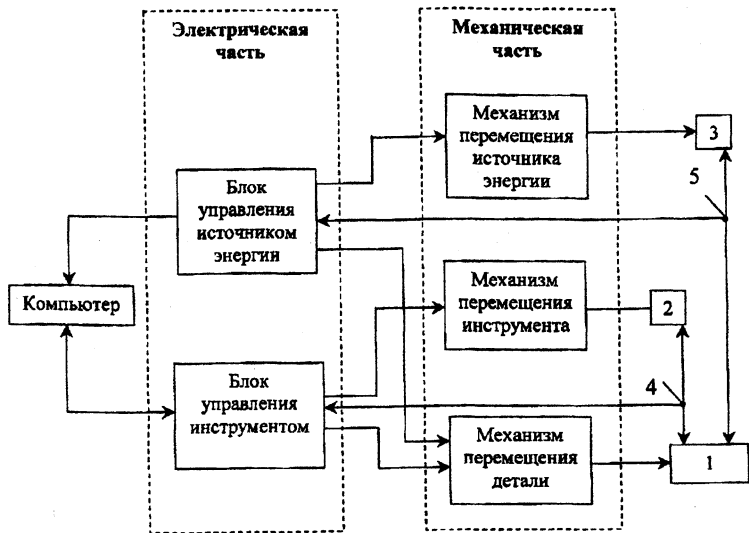 Электрическая
часть
Механическая
часть
Механизм
перемещения
источника
энергии
3
5
Блок
управления
источником
энергии
Компьютер
Механизм
перемещения
инструмента
2
4
Блок
управления
инструментом
Механизм
перемещения
детали
1